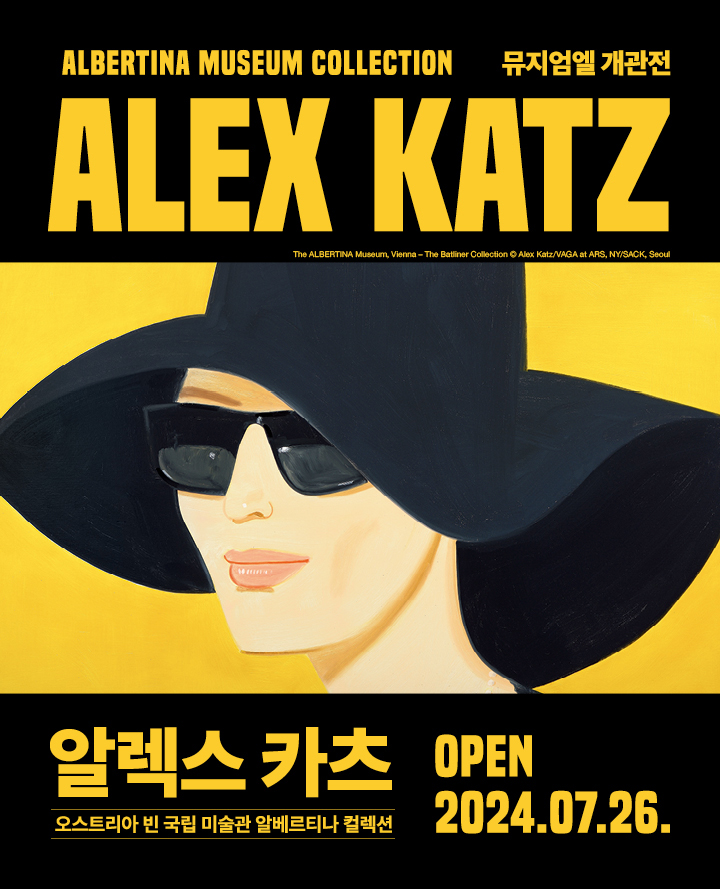 ALBERTINA MUSEUM COLLECTION 뮤지엄엘 개관전
ALEX KATZ
The ALBERTINA Museum, Vienna – The Batliner Collection © Alex Katz/VAGA at ARS, NY/SACK, Seoul
알렉스 카츠
오스트리아 빈 국립 미술관 알베르티나 컬렉션
OPEN
2024.07.26.